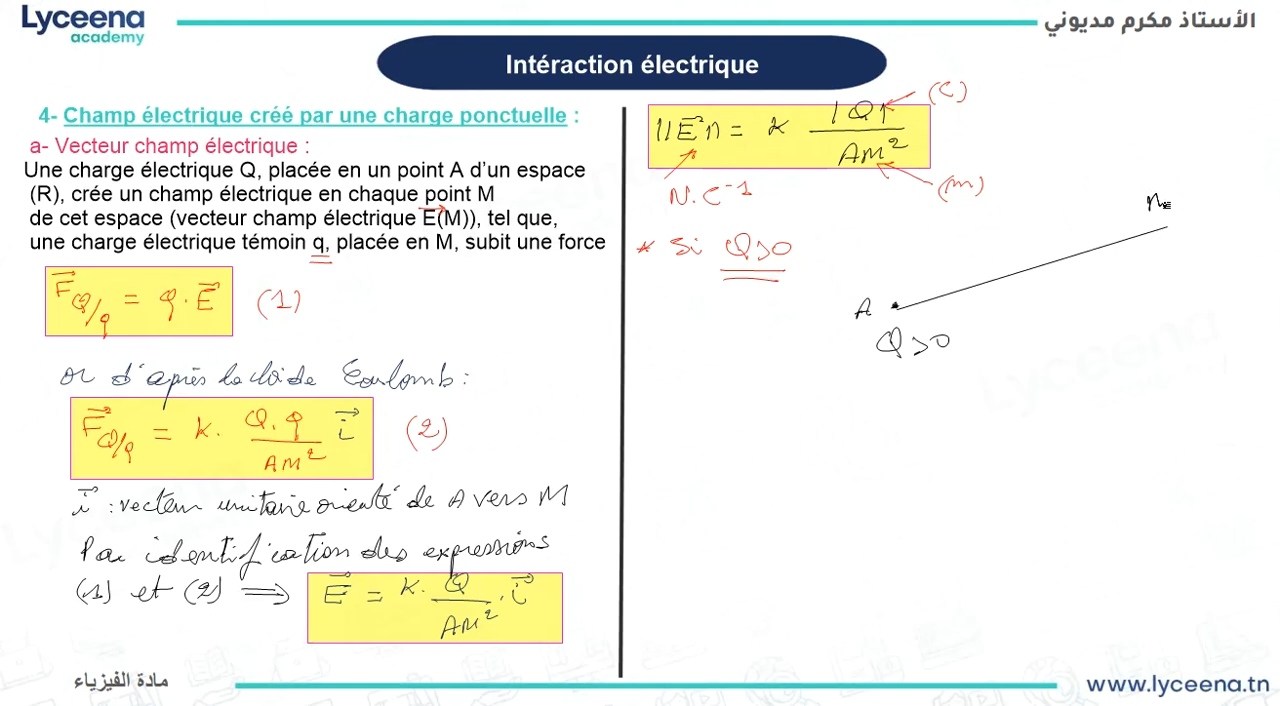 Lyceena
academy
الأستاذ مكرم مديوني
Intéraction électrique
4- Champ électrique créé par une charge ponctuelle :
a- Vecteur champ électrique :
Une charge électrique Q, placée en un point A d'un espace
(R), crée un champ électrique en chaque point M
de cet espace (vecteur champ électrique E(M)), tel que,
une charge électrique témoin q, placée en M, subit une force
F⃗ Q/q = q . E⃗ (1)
or d'après la loi de Coulomb :
F⃗ Q/q = K . Q . q / AM² i⃗ (2)
i⃗ : vecteur unitaire orienté de A vers M
Par identification des expressions
(1) et (2) ⟹ E⃗ = K . Q / AM² . i⃗
||E⃗|| = K |Q| / AM²
(C)
(m)
N.C⁻¹
* Si Q>0
M
A
Q>0
مادة الفيزياء
www.lyceena.tn